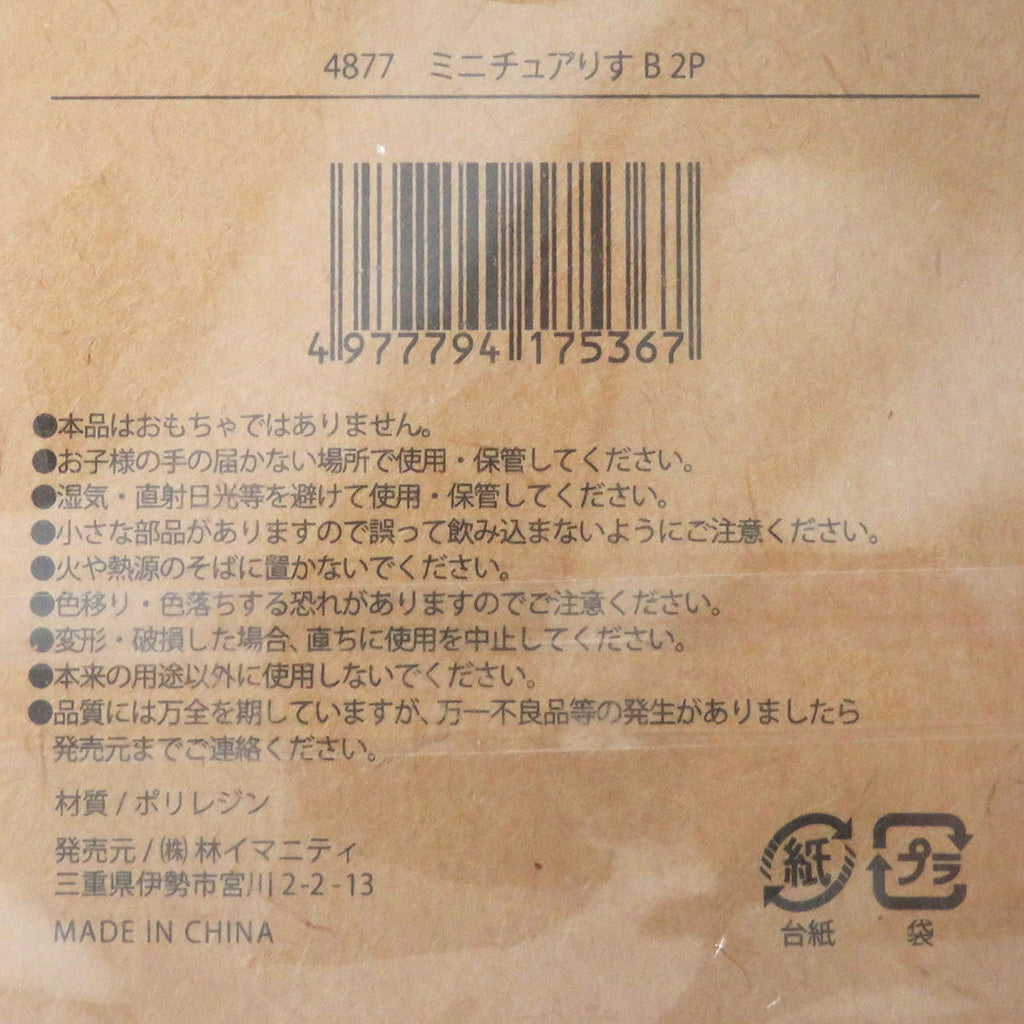 4877 ミニチュアりす B 2P
4 977794 175367
●本品はおもちゃではありません。
●お子様の手の届かない場所で使用・保管してください。
●湿気・直射日光等を避けて使用・保管してください。
●小さな部品がありますので誤って飲み込まないようにご注意ください。
●火や熱源のそばに置かないでください。
●色移り・色落ちする恐れがありますのでご注意ください。
●変形・破損した場合、直ちに使用を中止してください。
●本来の用途以外に使用しないでください。
●品質には万全を期していますが、万一不良品等の発生がありましたら
発売元までご連絡ください。
材質 / ポリレジン
発売元 / ㈱ 林イマニティ
三重県伊勢市宮川 2-2-13
MADE IN CHINA
紙 プラ
台紙 袋